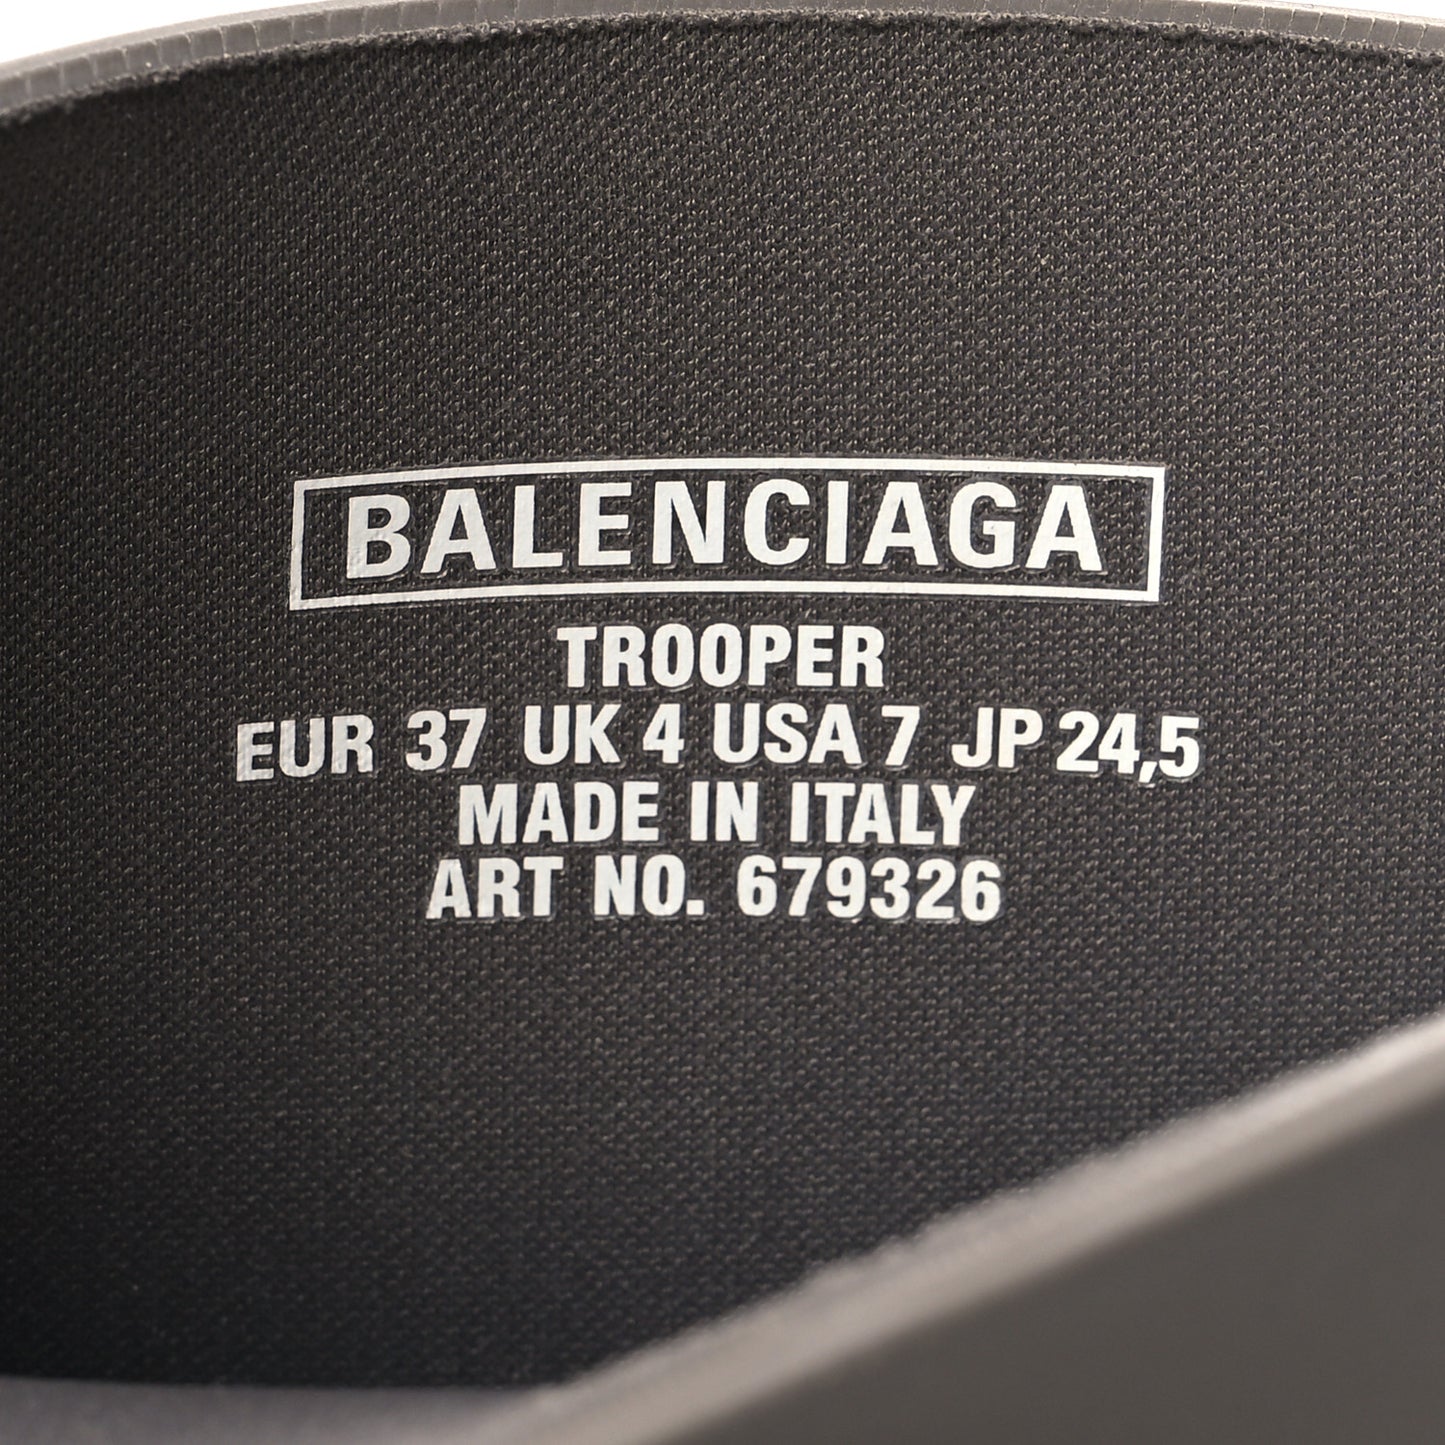 BALENCIAGA
TROOPER
EUR 37 UK 4 USA 7 JP 24,5
MADE IN ITALY
ART NO. 679326